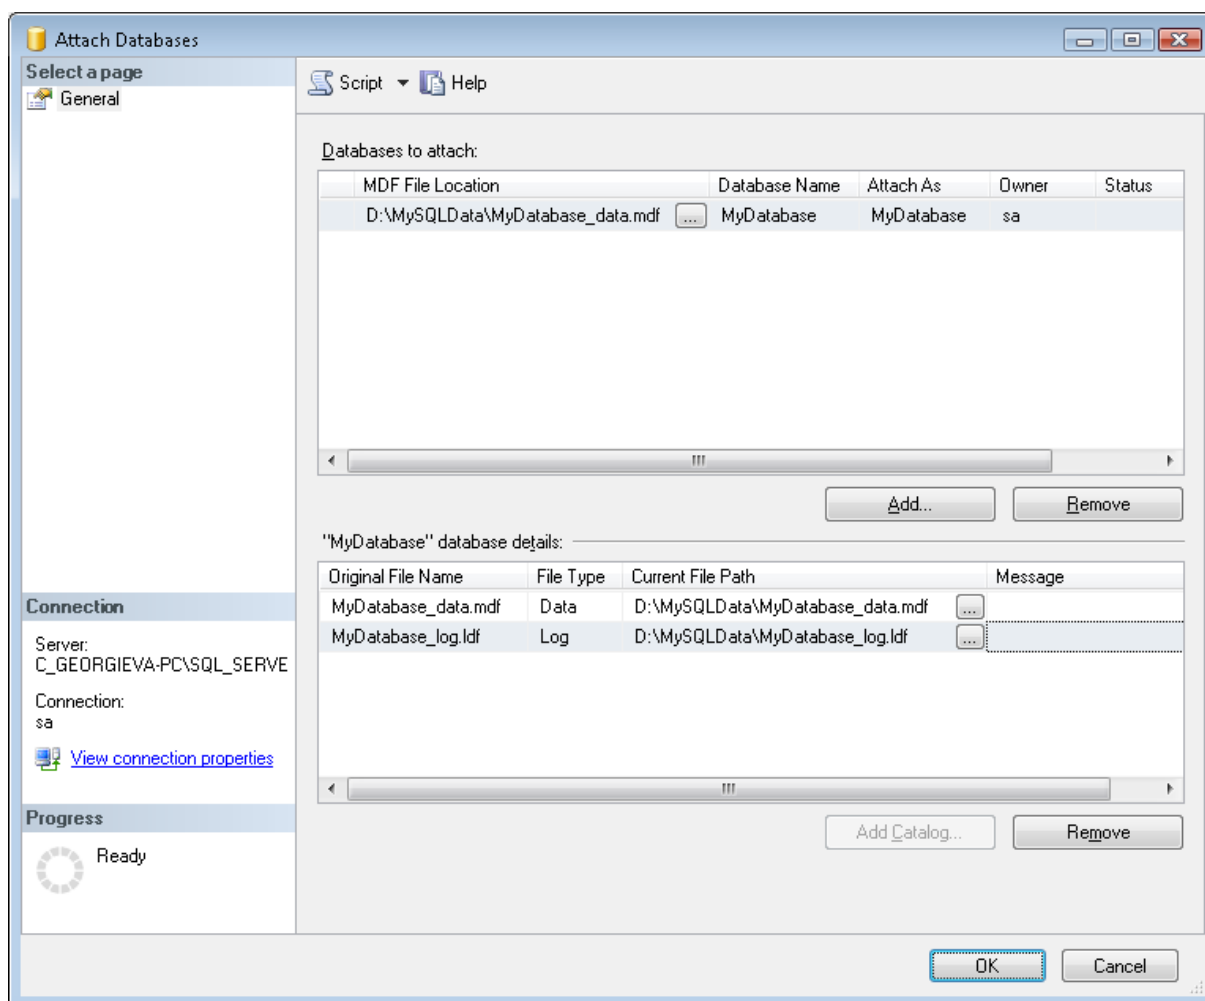 Attach Databases
Select a page
General
Script Help
Databases to attach:
MDF File Location Database Name Attach As Owner Status
D:\MySQLData\MyDatabase_data.mdf ... MyDatabase MyDatabase sa
Add... Remove
"MyDatabase" database details:
Original File Name File Type Current File Path Message
MyDatabase_data.mdf Data D:\MySQLData\MyDatabase_data.mdf ...
MyDatabase_log.ldf Log D:\MySQLData\MyDatabase_log.ldf ...
Add Catalog... Remove
Connection
Server:
C_GEORGIEVA-PC\SQL_SERVE
Connection:
sa
View connection properties
Progress
Ready
OK Cancel